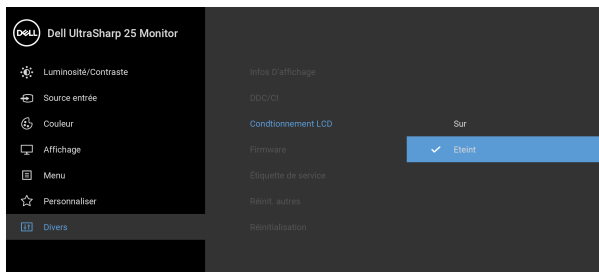 DELL Dell UltraSharp 25 Monitor
Luminosité/Contraste Infos D'affichage
Source entrée DDC/CI
Couleur Condtionnement LCD Sur
Affichage Firmware Eteint
Menu Étiquette de service
Personnaliser Réinit. autres
Divers Réinitialisation